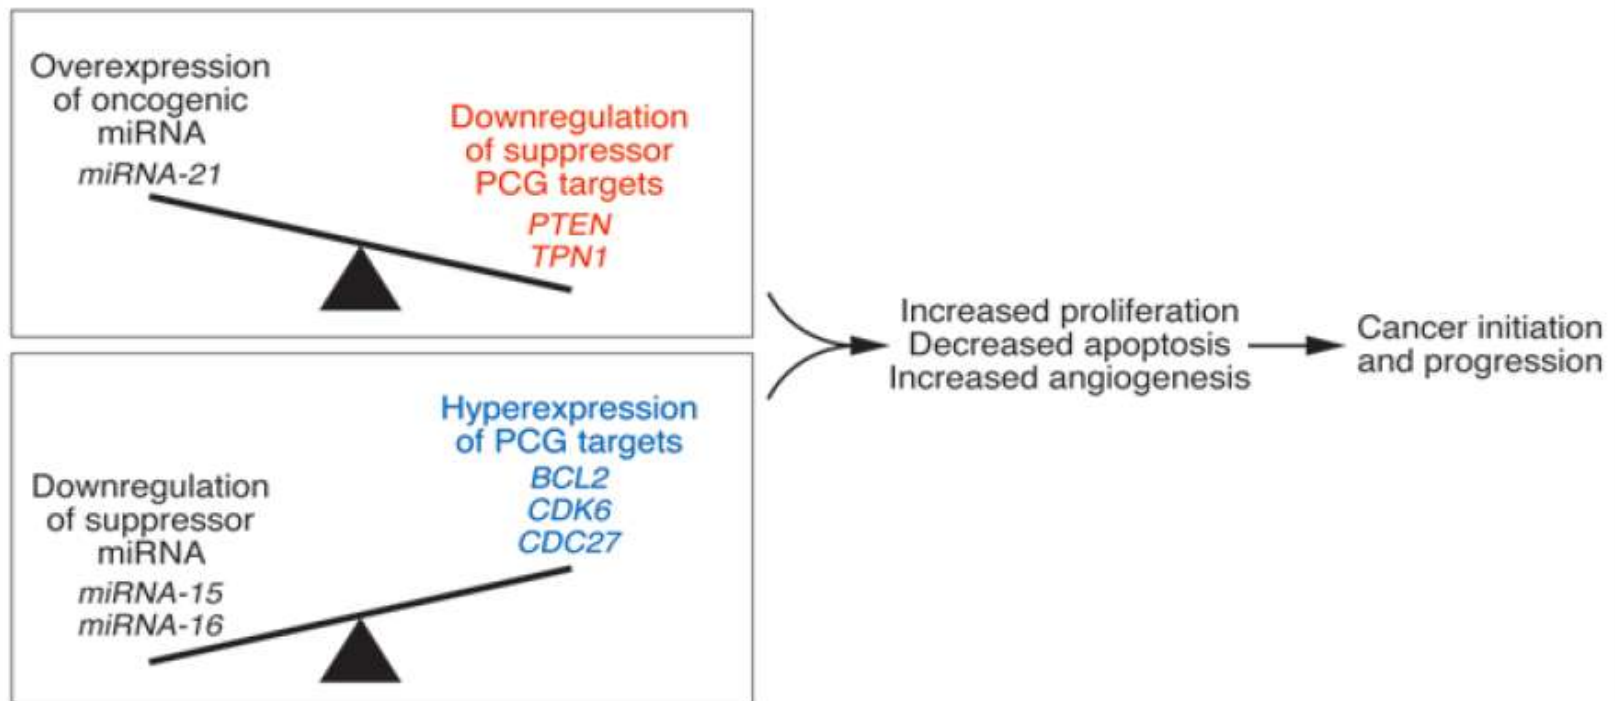 Overexpression
of oncogenic
miRNA
miRNA-21
Downregulation
of suppressor
PCG targets
PTEN
TPN1
Downregulation
of suppressor
miRNA
miRNA-15
miRNA-16
Hyperexpression
of PCG targets
BCL2
CDK6
CDC27
Increased proliferation
Decreased apoptosis
Increased angiogenesis
Cancer initiation
and progression